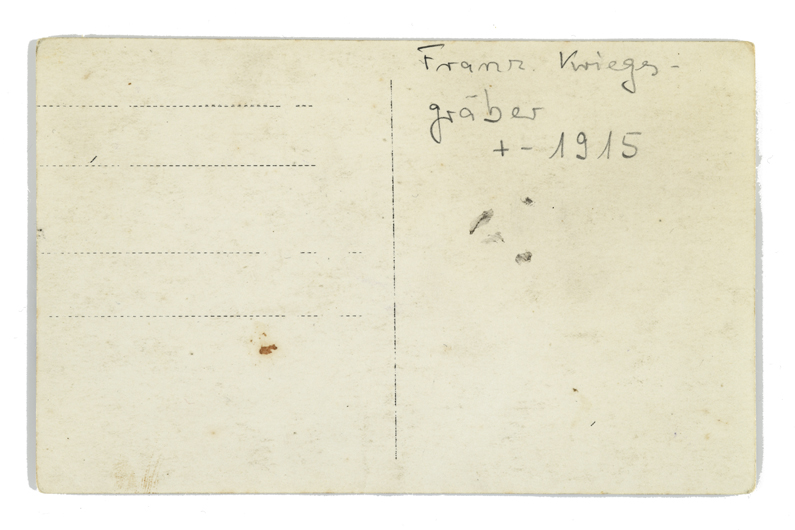 Franz. Kriegs-
gräber
+- 1915